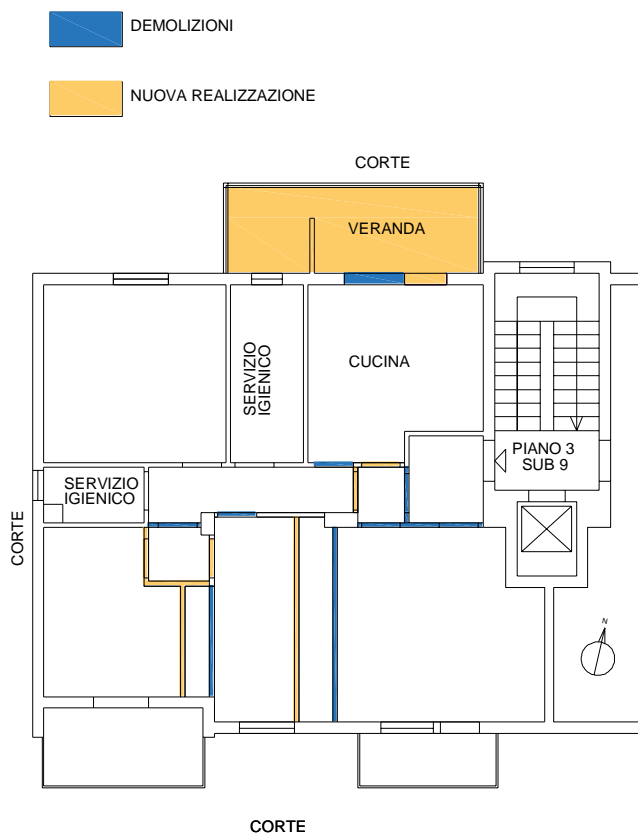 DEMOLIZIONI
NUOVA REALIZZAZIONE
CORTE
VERANDA
SERVIZIO
IGIENICO
CUCINA
PIANO 3
SUB 9
SERVIZIO
IGIENICO
CORTE
N
CORTE